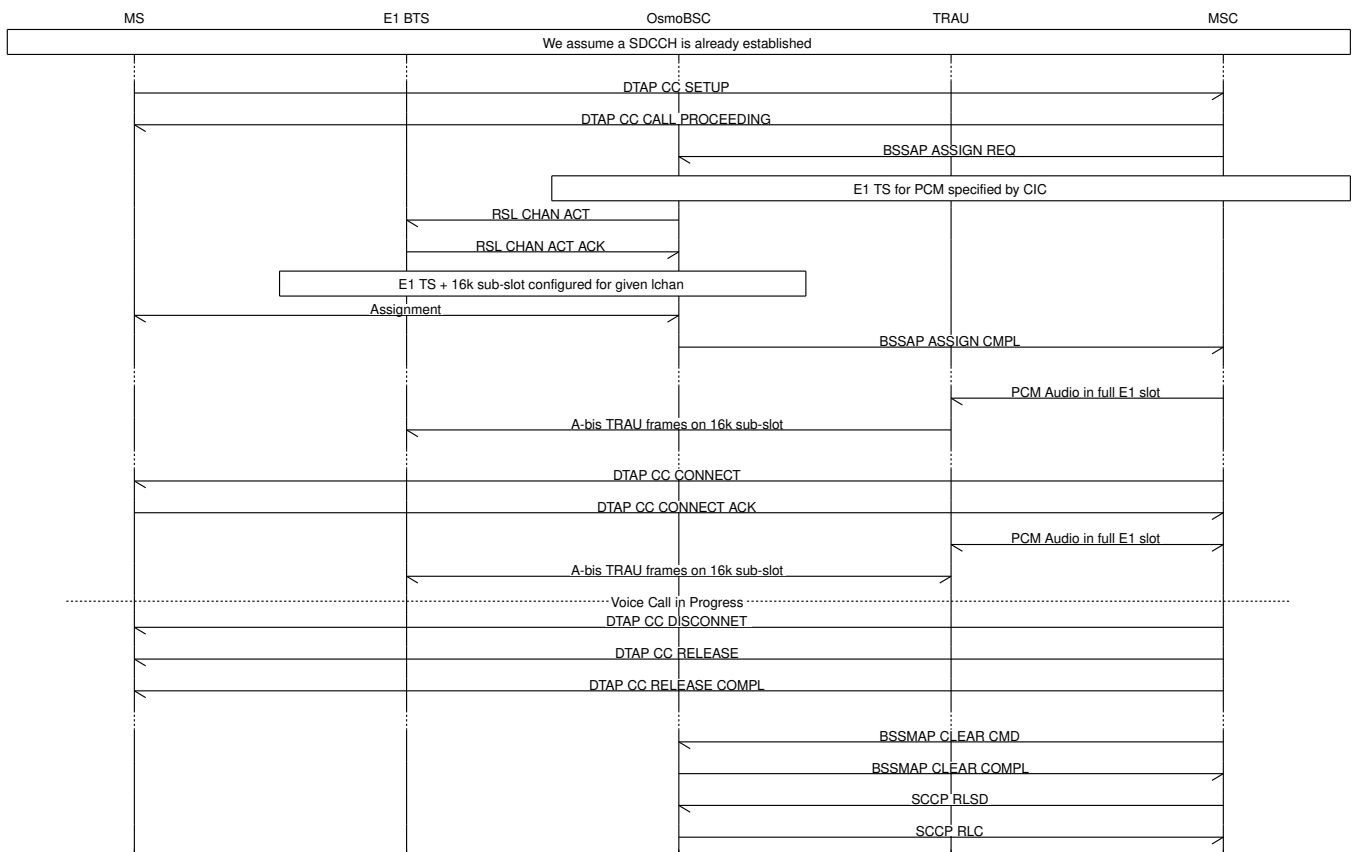 MS E1 BTS OsmoBSC TRAU MSC
We assume a SDCCH is already established
DTAP CC SETUP
DTAP CC CALL PROCEEDING
BSSAP ASSIGN REQ
E1 TS for PCM specified by CIC
RSL CHAN ACT
RSL CHAN ACT ACK
E1 TS + 16k sub-slot configured for given lchan
Assignment
BSSAP ASSIGN CMPL
PCM Audio in full E1 slot
A-bis TRAU frames on 16k sub-slot
DTAP CC CONNECT
DTAP CC CONNECT ACK
PCM Audio in full E1 slot
A-bis TRAU frames on 16k sub-slot
Voice Call in Progress
DTAP CC DISCONNET
DTAP CC RELEASE
DTAP CC RELEASE COMPL
BSSMAP CLEAR CMD
BSSMAP CLEAR COMPL
SCCP RLSD
SCCP RLC